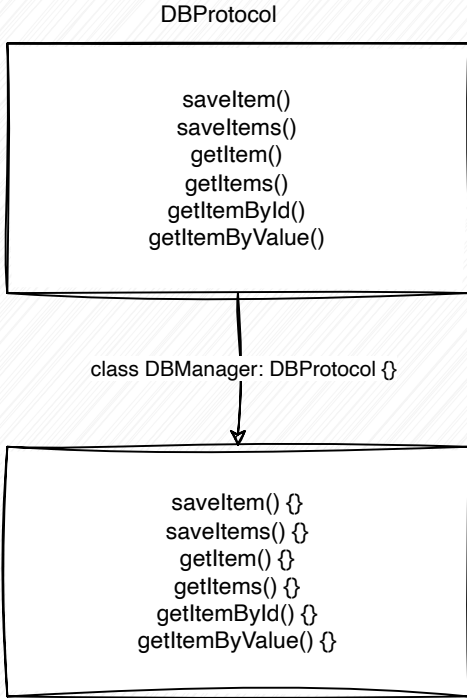 DBProtocol
saveItem()
saveItems()
getItem()
getItems()
getItemById()
getItemByValue()
class DBManager: DBProtocol {}
saveItem() {}
saveItems() {}
getItem() {}
getItems() {}
getItemById() {}
getItemByValue() {}